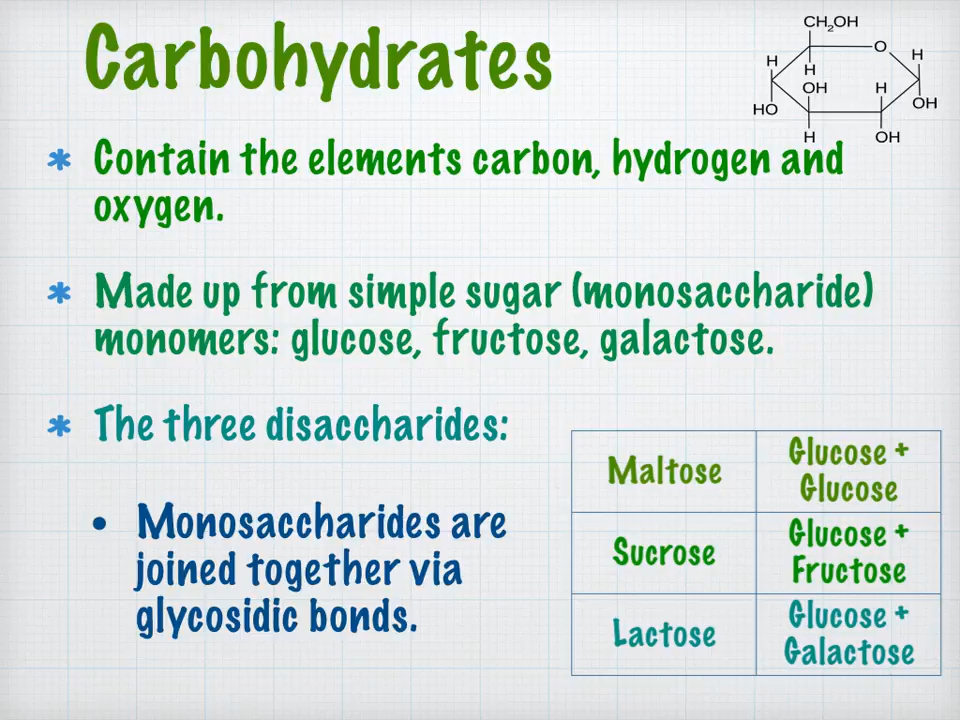 Carbohydrates
CH₂OH
O
H
H
H
OH
H
HO
OH
H
OH
* Contain the elements carbon, hydrogen and
oxygen.
* Made up from simple sugar (monosaccharide)
monomers: glucose, fructose, galactose.
* The three disaccharides:
• Monosaccharides are
joined together via
glycosidic bonds.
Maltose
Glucose +
Glucose
Sucrose
Glucose +
Fructose
Lactose
Glucose +
Galactose